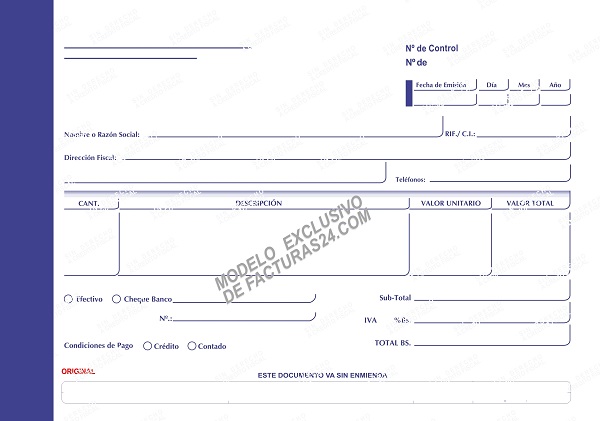 Nº de Control
Nº de
Fecha de Emisión Día Mes Año
Nombre o Razón Social: RIF./ C.I.:
Dirección Fiscal:
Teléfonos:
CANT. DESCRIPCIÓN VALOR UNITARIO VALOR TOTAL
MODELO EXCLUSIVO
DE FACTURAS24.COM
Efectivo Cheque Banco Sub-Total
Nº.: IVA
Condiciones de Pago Crédito Contado TOTAL BS.
ORIGINAL
ESTE DOCUMENTO VA SIN ENMIENDA